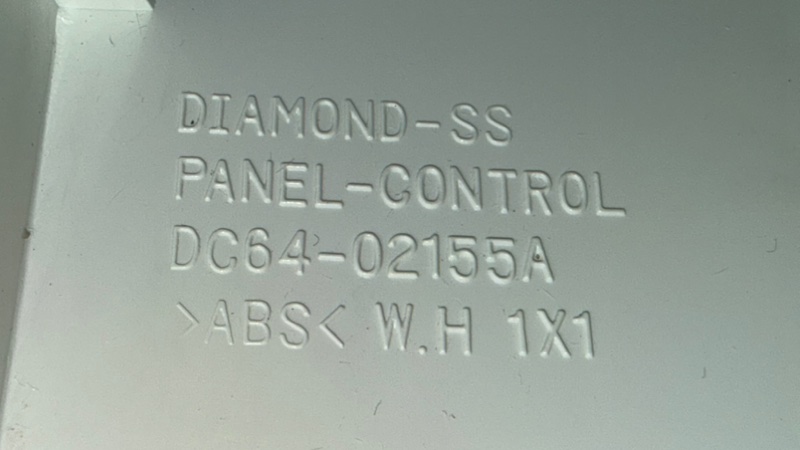 DIAMOND-SS
PANEL-CONTROL
DC64-02155A
>ABS< W.H 1X1